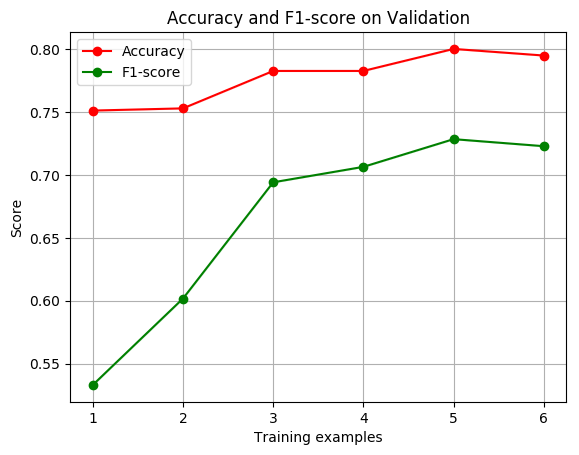 Accuracy and F1-score on Validation
Accuracy
F1-score
0.80
0.75
0.70
0.65
0.60
0.55
Score
1 2 3 4 5 6
Training examples